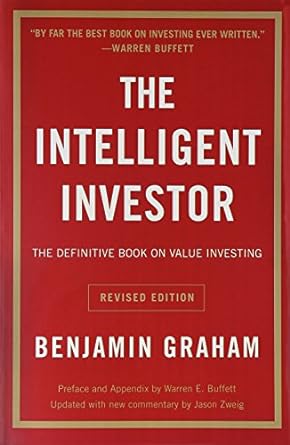 "BY FAR THE BEST BOOK ON INVESTING EVER WRITTEN."
—WARREN BUFFETT
THE
INTELLIGENT
INVESTOR
THE DEFINITIVE BOOK ON VALUE INVESTING
REVISED EDITION
BENJAMIN GRAHAM
Preface and Appendix by Warren E. Buffett
Updated with new commentary by Jason Zweig